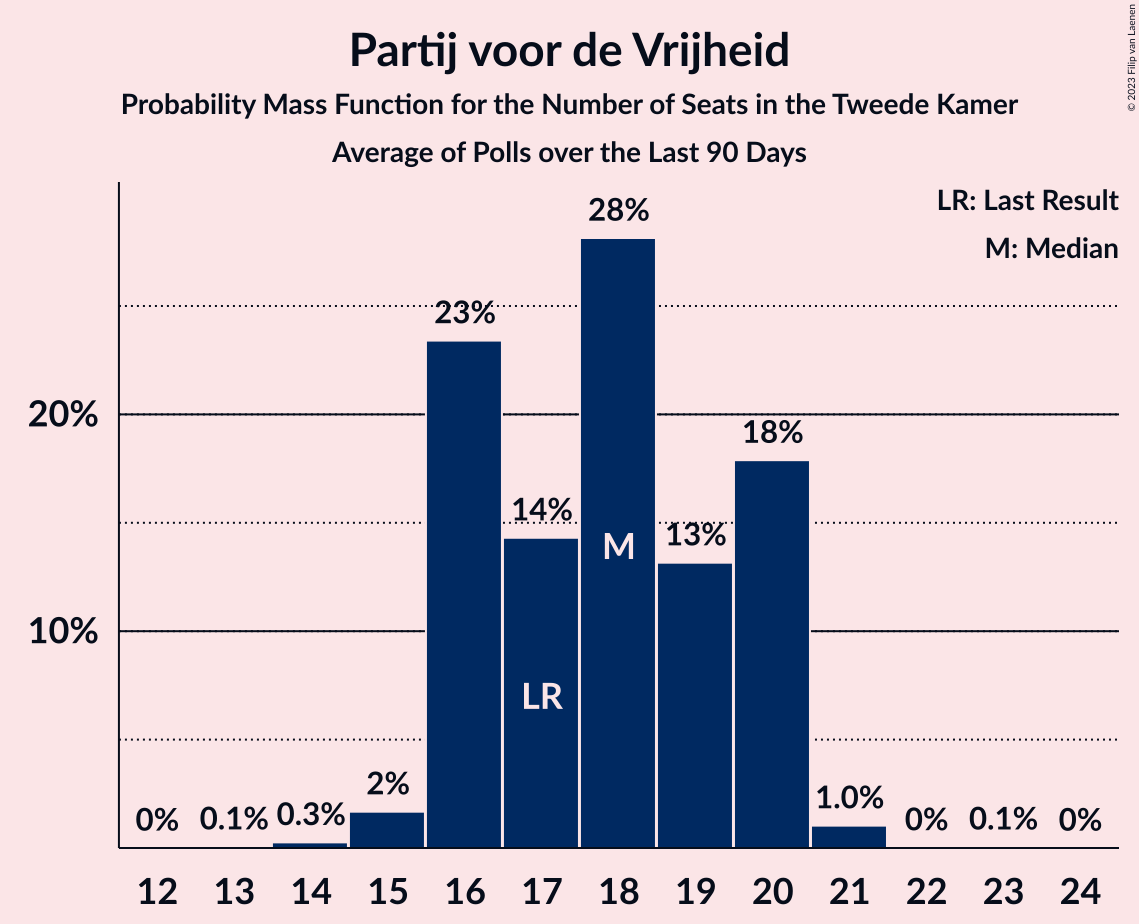 Partij voor de Vrijheid
Probability Mass Function for the Number of Seats in the Tweede Kamer
Average of Polls over the Last 90 Days
© 2023 Filip van Laenen
LR: Last Result
M: Median
28%
23%
20%
18%
14%
13%
M
10%
LR
2%
1.0%
0% 0.1% 0.3% 0% 0.1% 0%
12 13 14 15 16 17 18 19 20 21 22 23 24